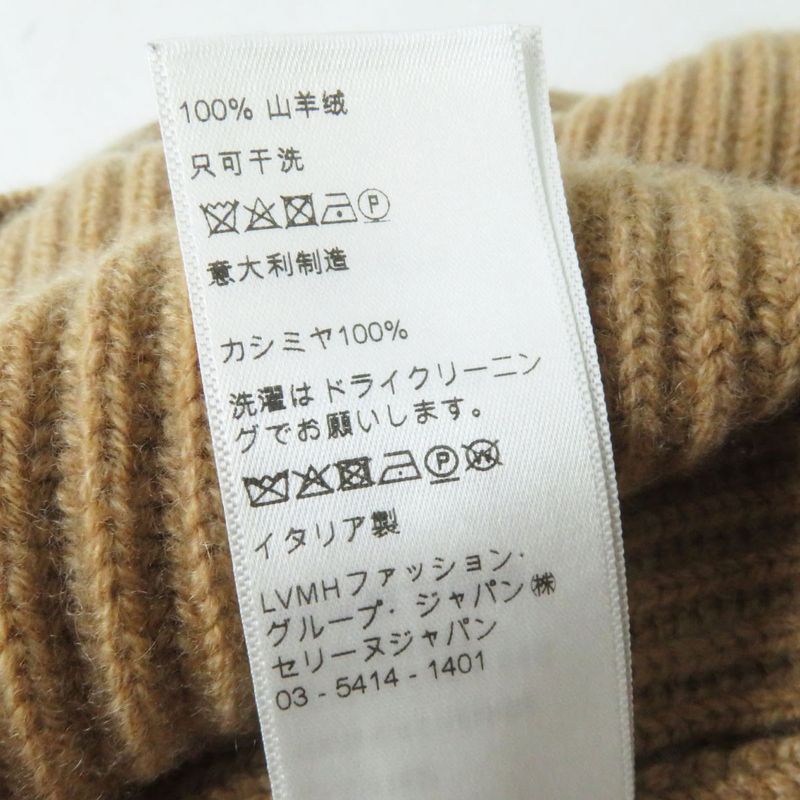 100% 山羊绒
只可干洗
P
意大利制造
カシミヤ100%
洗濯はドライクリーニン
グでお願いします。
P W
イタリア製
LVMHファッション・
グループ・ジャパン㈱
セリーヌジャパン
03 - 5414 - 1401